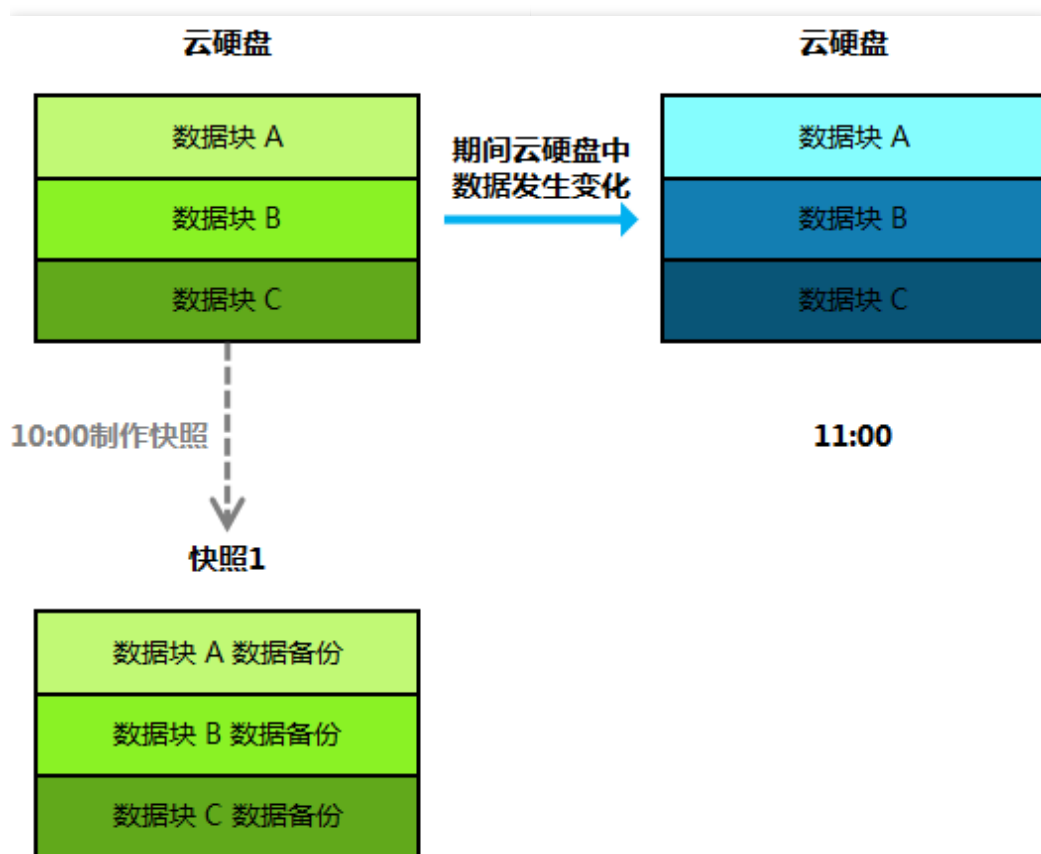 云硬盘
云硬盘
数据块 A
数据块 B
数据块 C
期间云硬盘中
数据发生变化
数据块 A
数据块 B
数据块 C
10:00制作快照
11:00
快照1
数据块 A 数据备份
数据块 B 数据备份
数据块 C 数据备份